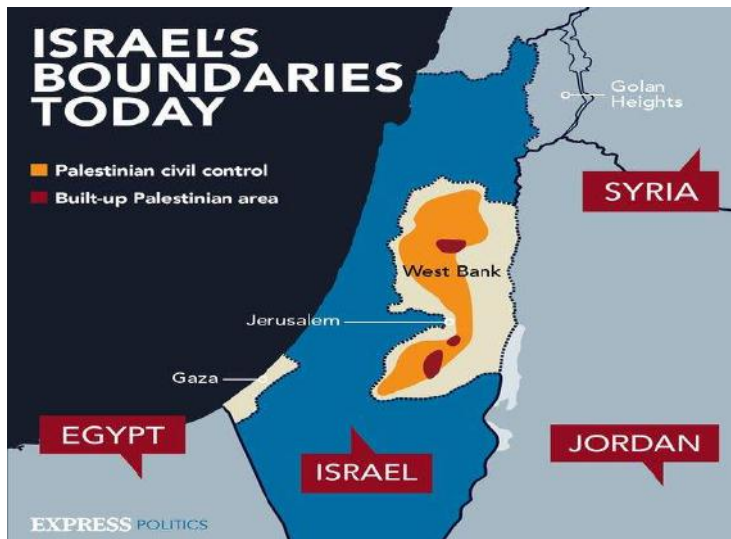 ISRAEL'S
BOUNDARIES
TODAY
Palestinian civil control
Built-up Palestinian area
Golan
Heights
SYRIA
West Bank
Jerusalem
Gaza
EGYPT
ISRAEL
JORDAN
EXPRESS POLITICS